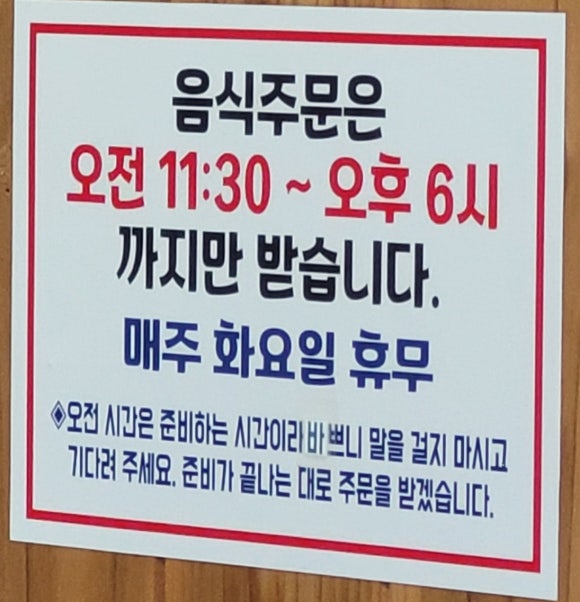 음식주문은
오전 11:30 ~ 오후 6시
까지만 받습니다.
매주 화요일 휴무
◈오전 시간은 준비하는 시간이라 바쁘니 말을 걸지 마시고
기다려 주세요. 준비가 끝나는 대로 주문을 받겠습니다.